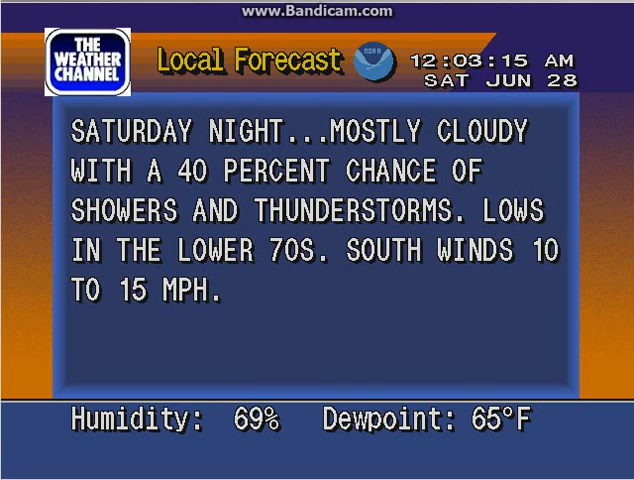 www.Bandicam.com
THE
WEATHER
CHANNEL
Local Forecast
NOAA
12:03:15 AM
SAT JUN 28
SATURDAY NIGHT...MOSTLY CLOUDY
WITH A 40 PERCENT CHANCE OF
SHOWERS AND THUNDERSTORMS. LOWS
IN THE LOWER 70S. SOUTH WINDS 10
TO 15 MPH.
Humidity: 69% Dewpoint: 65°F